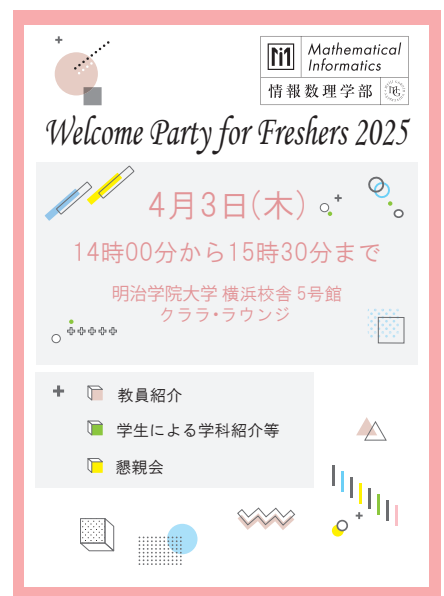 Mathematical
Informatics
情報数理学部
Welcome Party for Freshers 2025
4月3日(木)
14時00分から15時30分まで
明治学院大学 横浜校舎 5号館
クララ・ラウンジ
教員紹介
学生による学科紹介等
懇親会